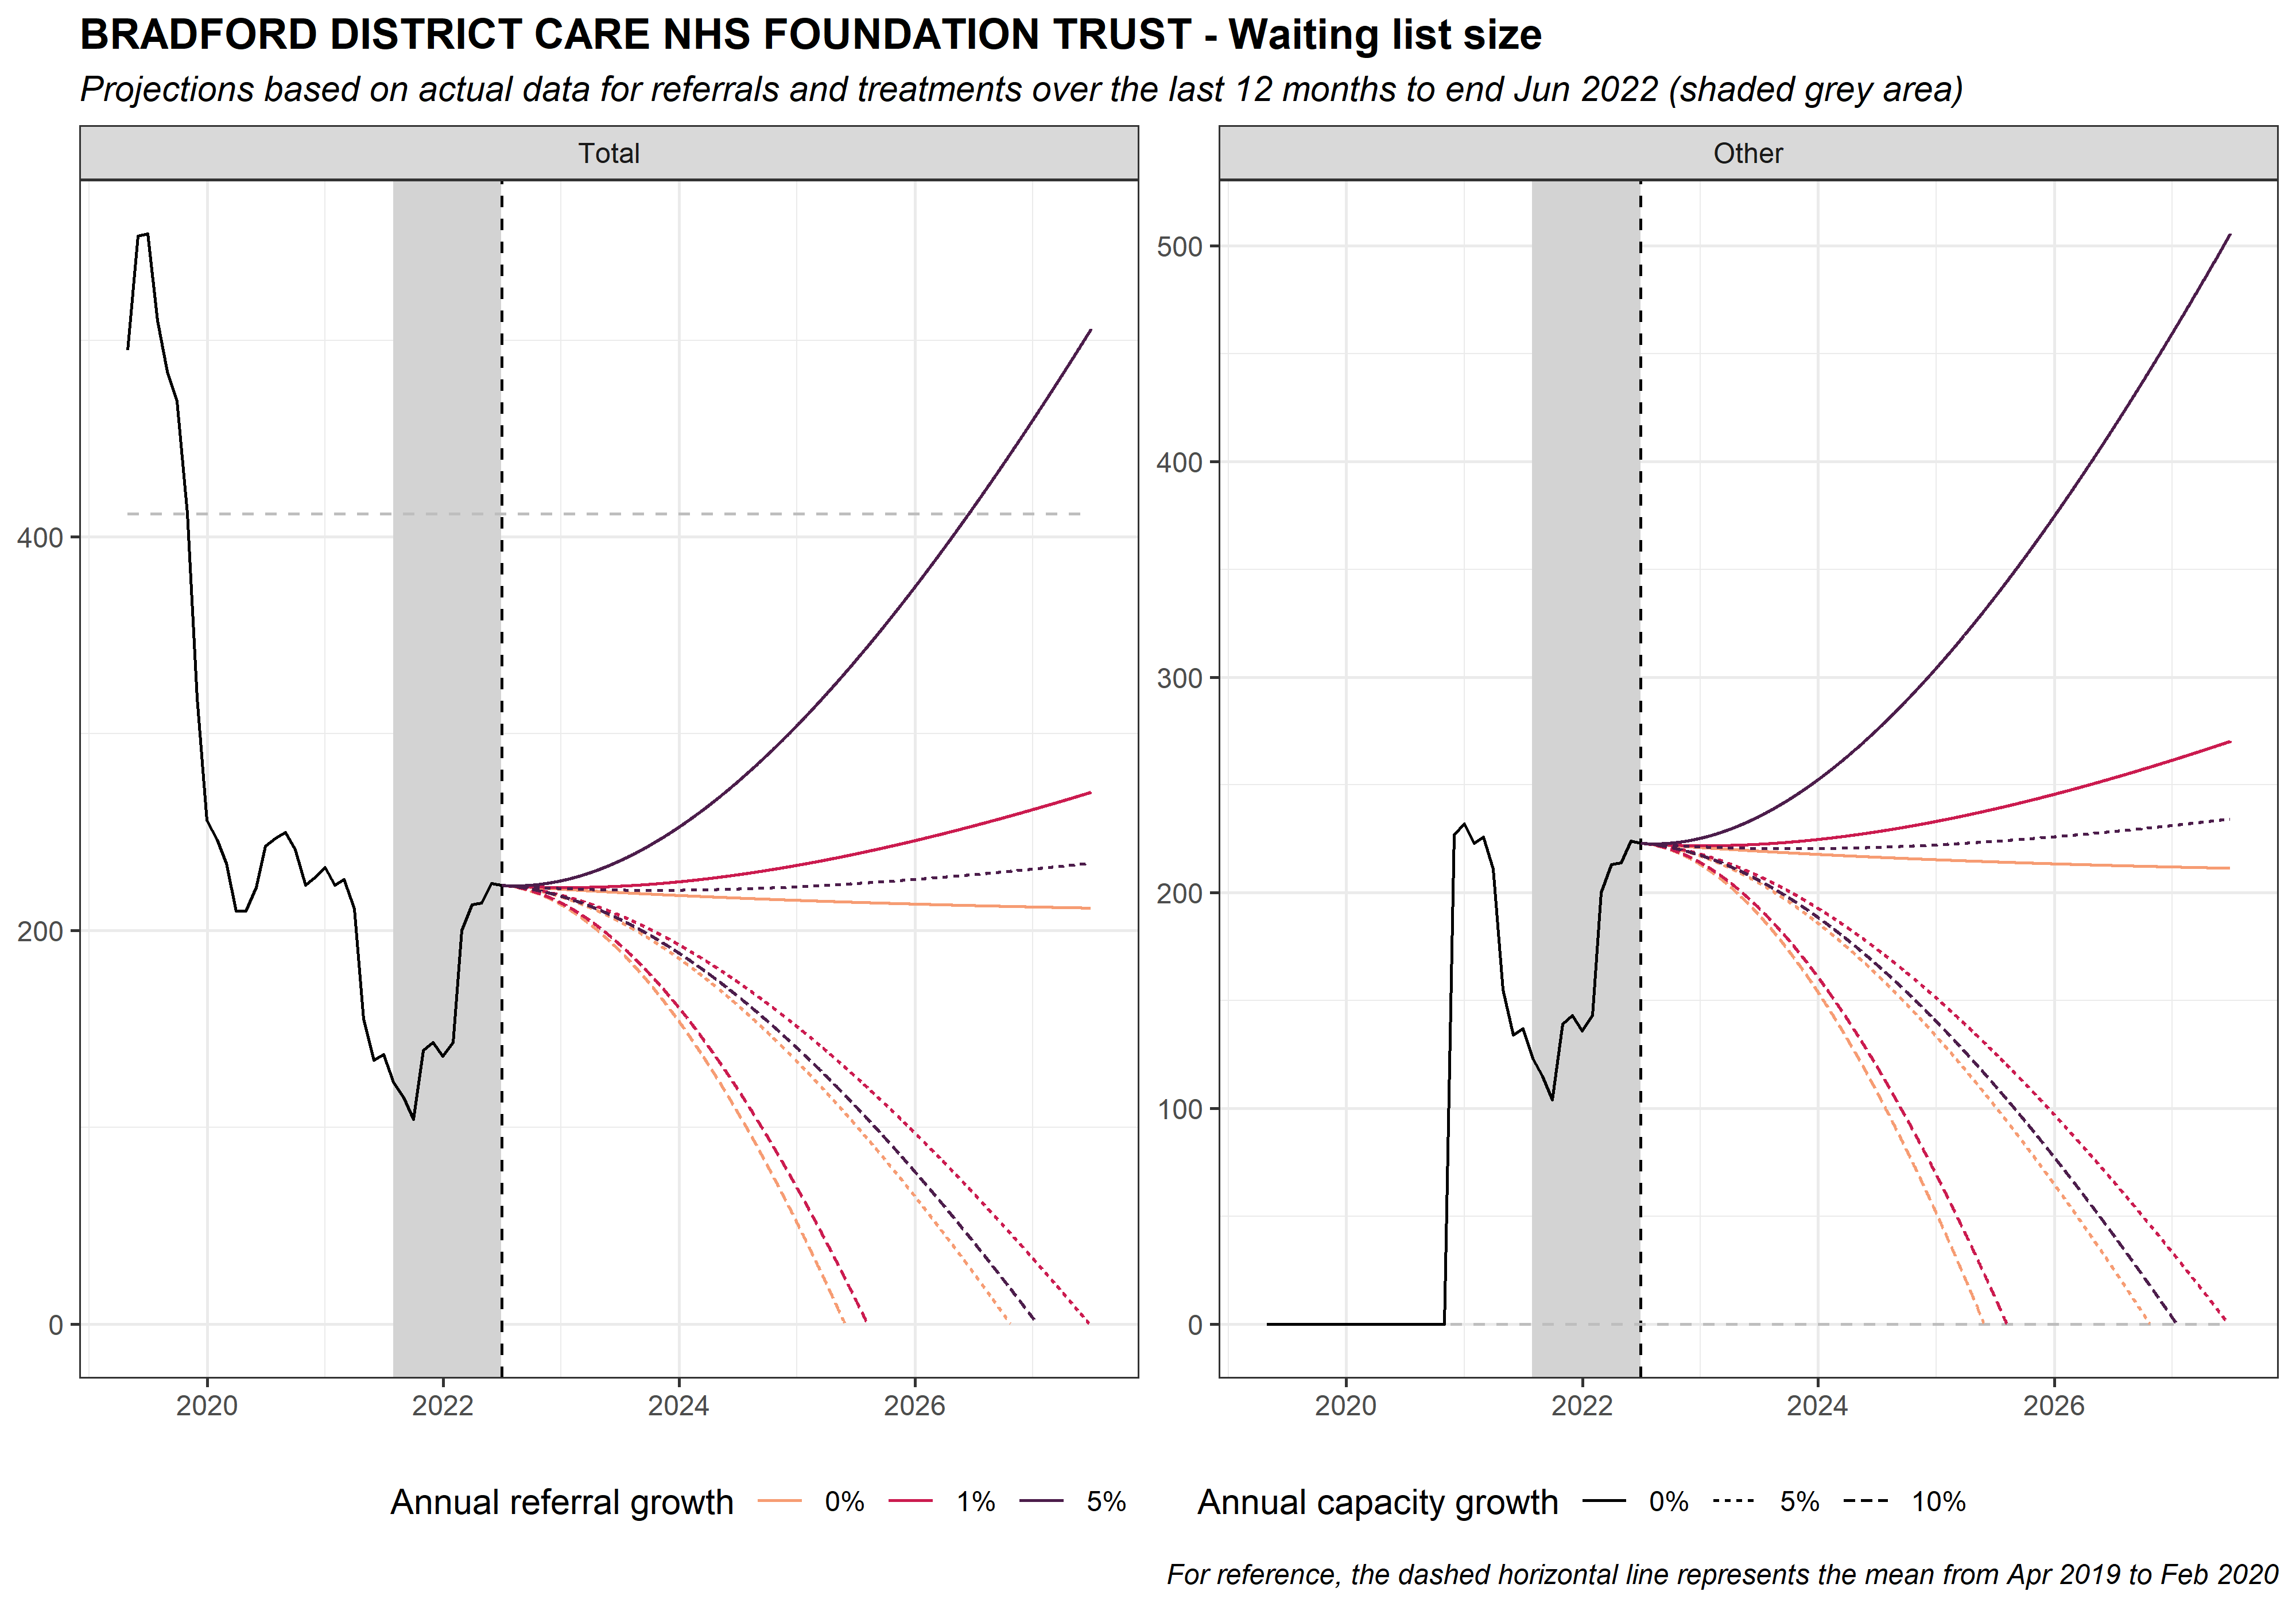 BRADFORD DISTRICT CARE NHS FOUNDATION TRUST - Waiting list size
Projections based on actual data for referrals and treatments over the last 12 months to end Jun 2022 (shaded grey area)
Total
400
200
0
2020 2022 2024 2026
Other
500
400
300
200
100
0
2020 2022 2024 2026
Annual referral growth 0% 1% 5%
Annual capacity growth 0% 5% 10%
For reference, the dashed horizontal line represents the mean from Apr 2019 to Feb 2020